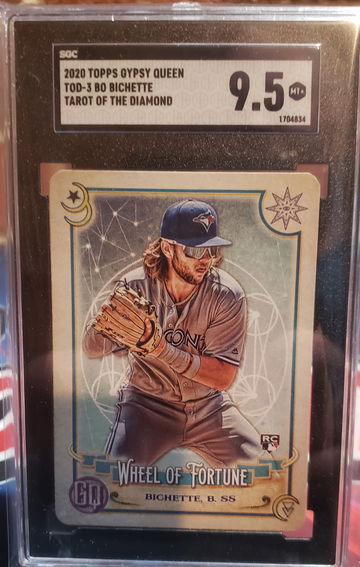 SGC
2020 TOPPS GYPSY QUEEN
TOD-3 BO BICHETTE
TAROT OF THE DIAMOND
9.5
MT+
1704834
RC
WHEEL OF FORTUNE
GQ
BICHETTE, B. SS